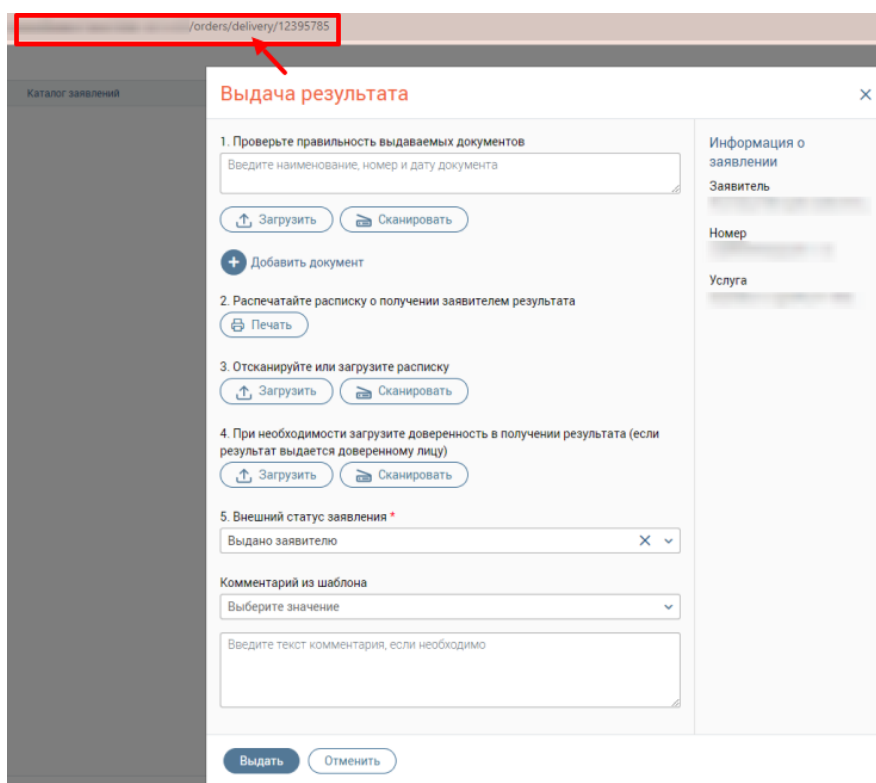 /orders/delivery/12395785
Каталог заявлений
Выдача результата
1. Проверьте правильность выдаваемых документов
Введите наименование, номер и дату документа
Загрузить
Сканировать
Добавить документ
2. Распечатайте расписку о получении заявителем результата
Печать
3. Отсканируйте или загрузите расписку
Загрузить
Сканировать
4. При необходимости загрузите доверенность в получении результата (если
результат выдается доверенному лицу)
Загрузить
Сканировать
5. Внешний статус заявления *
Выдано заявителю
Комментарий из шаблона
Выберите значение
Введите текст комментария, если необходимо
Выдать
Отменить
Информация о
заявлении
Заявитель
Номер
Услуга